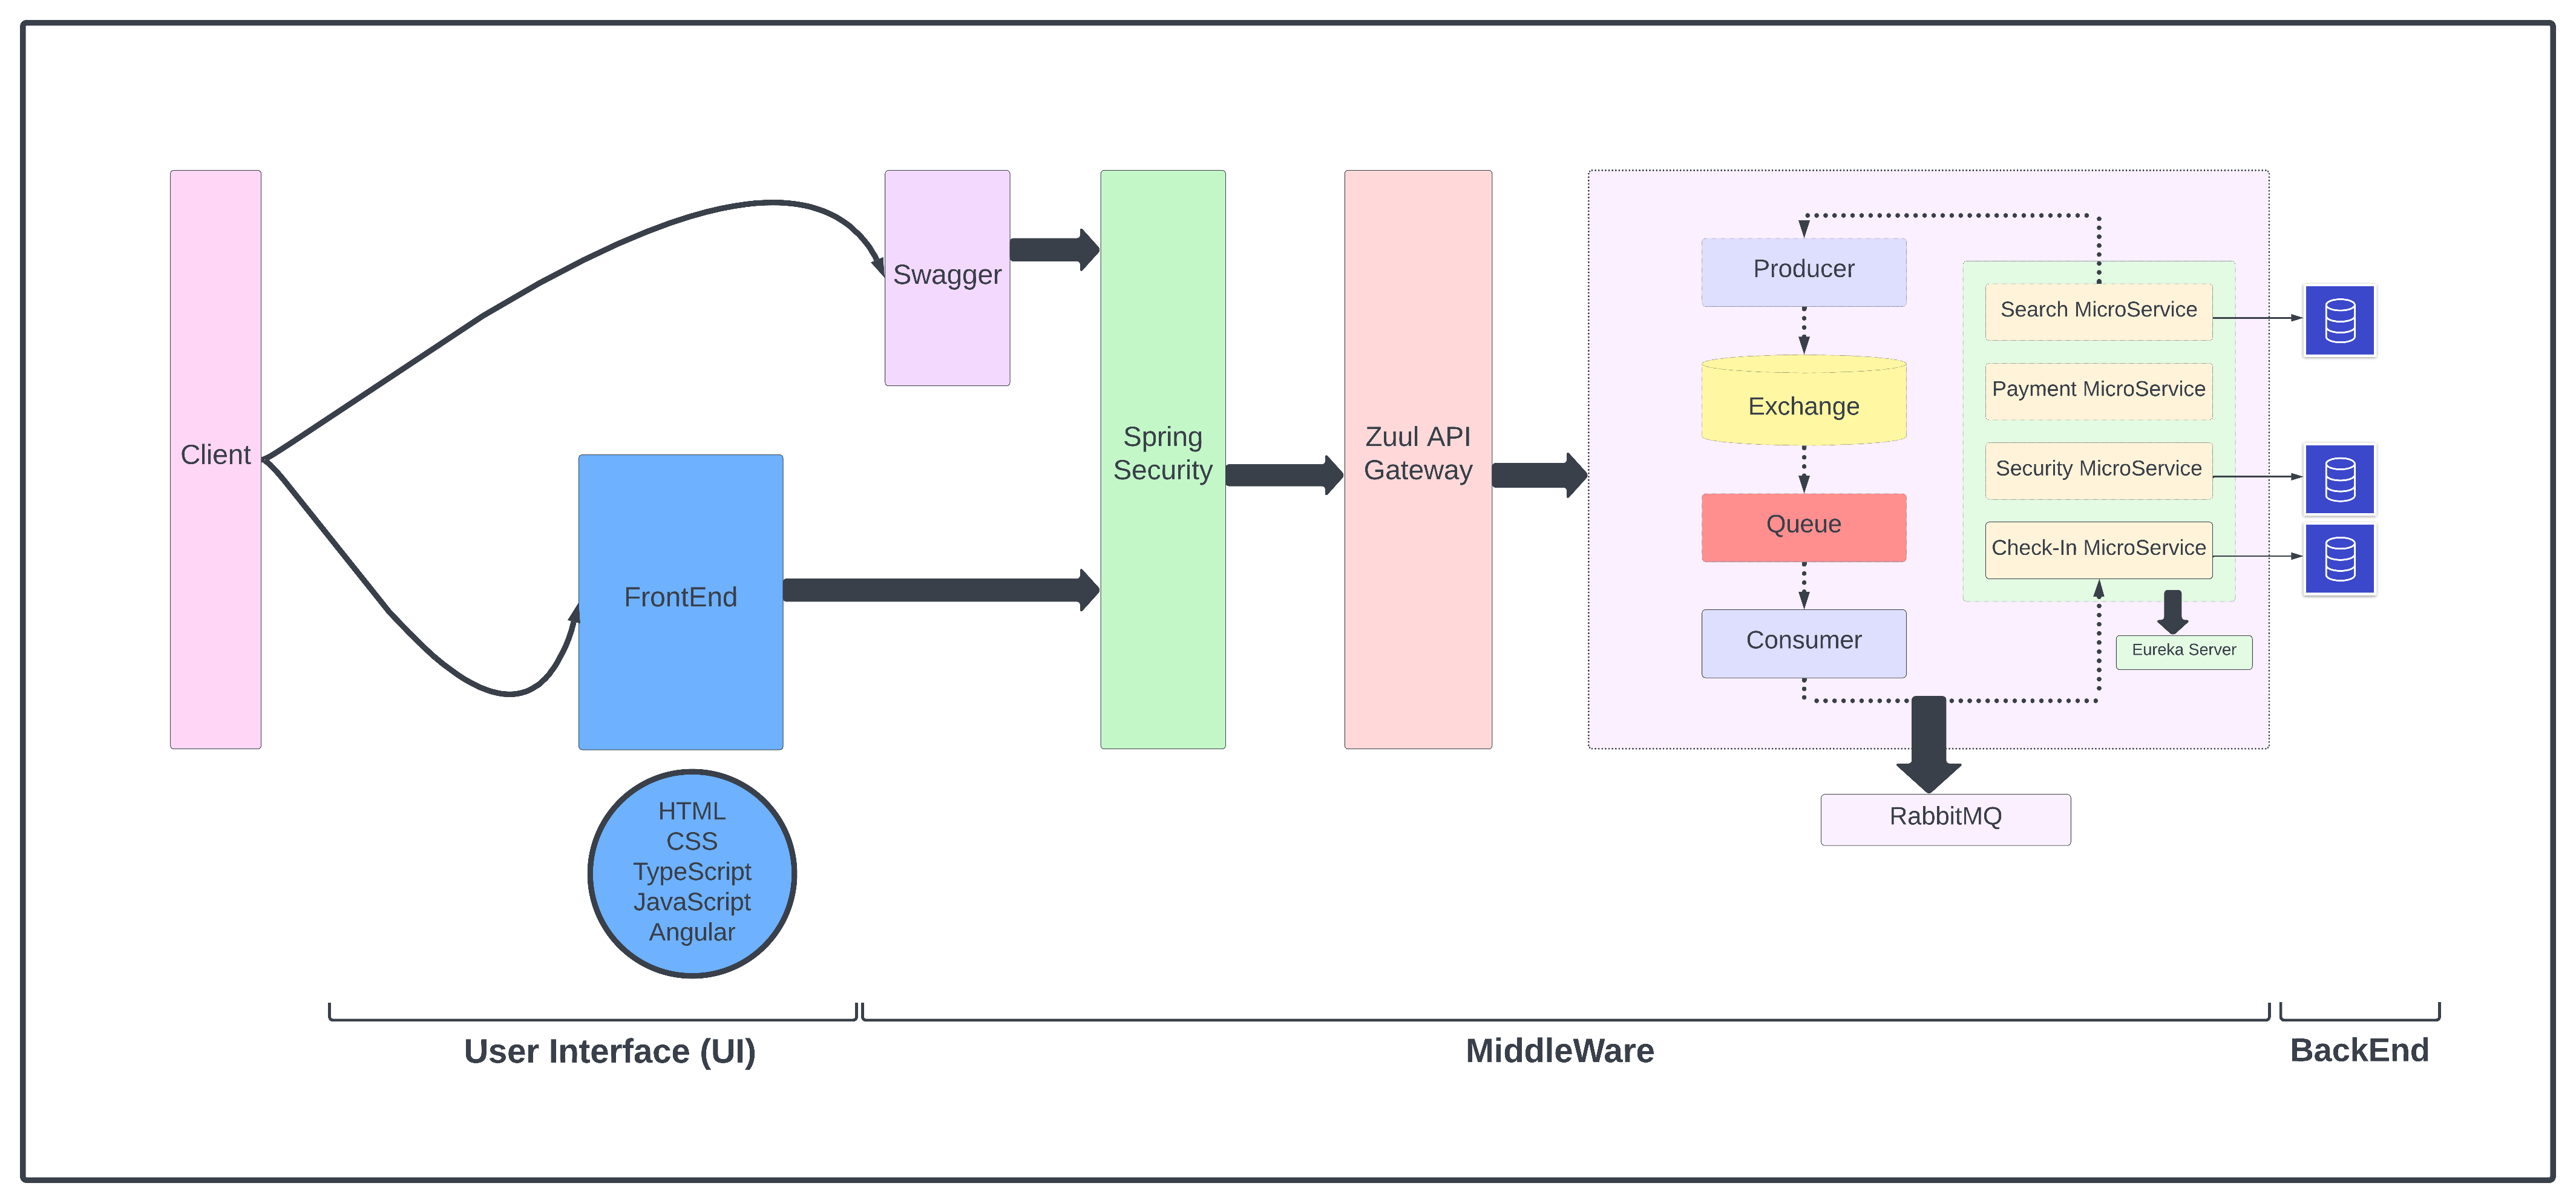 Client
Swagger
FrontEnd
HTML
CSS
TypeScript
JavaScript
Angular
Spring
Security
Zuul API
Gateway
Producer
Exchange
Queue
Consumer
Search MicroService
Payment MicroService
Security MicroService
Check-In MicroService
Eureka Server
RabbitMQ
User Interface (UI)
MiddleWare
BackEnd